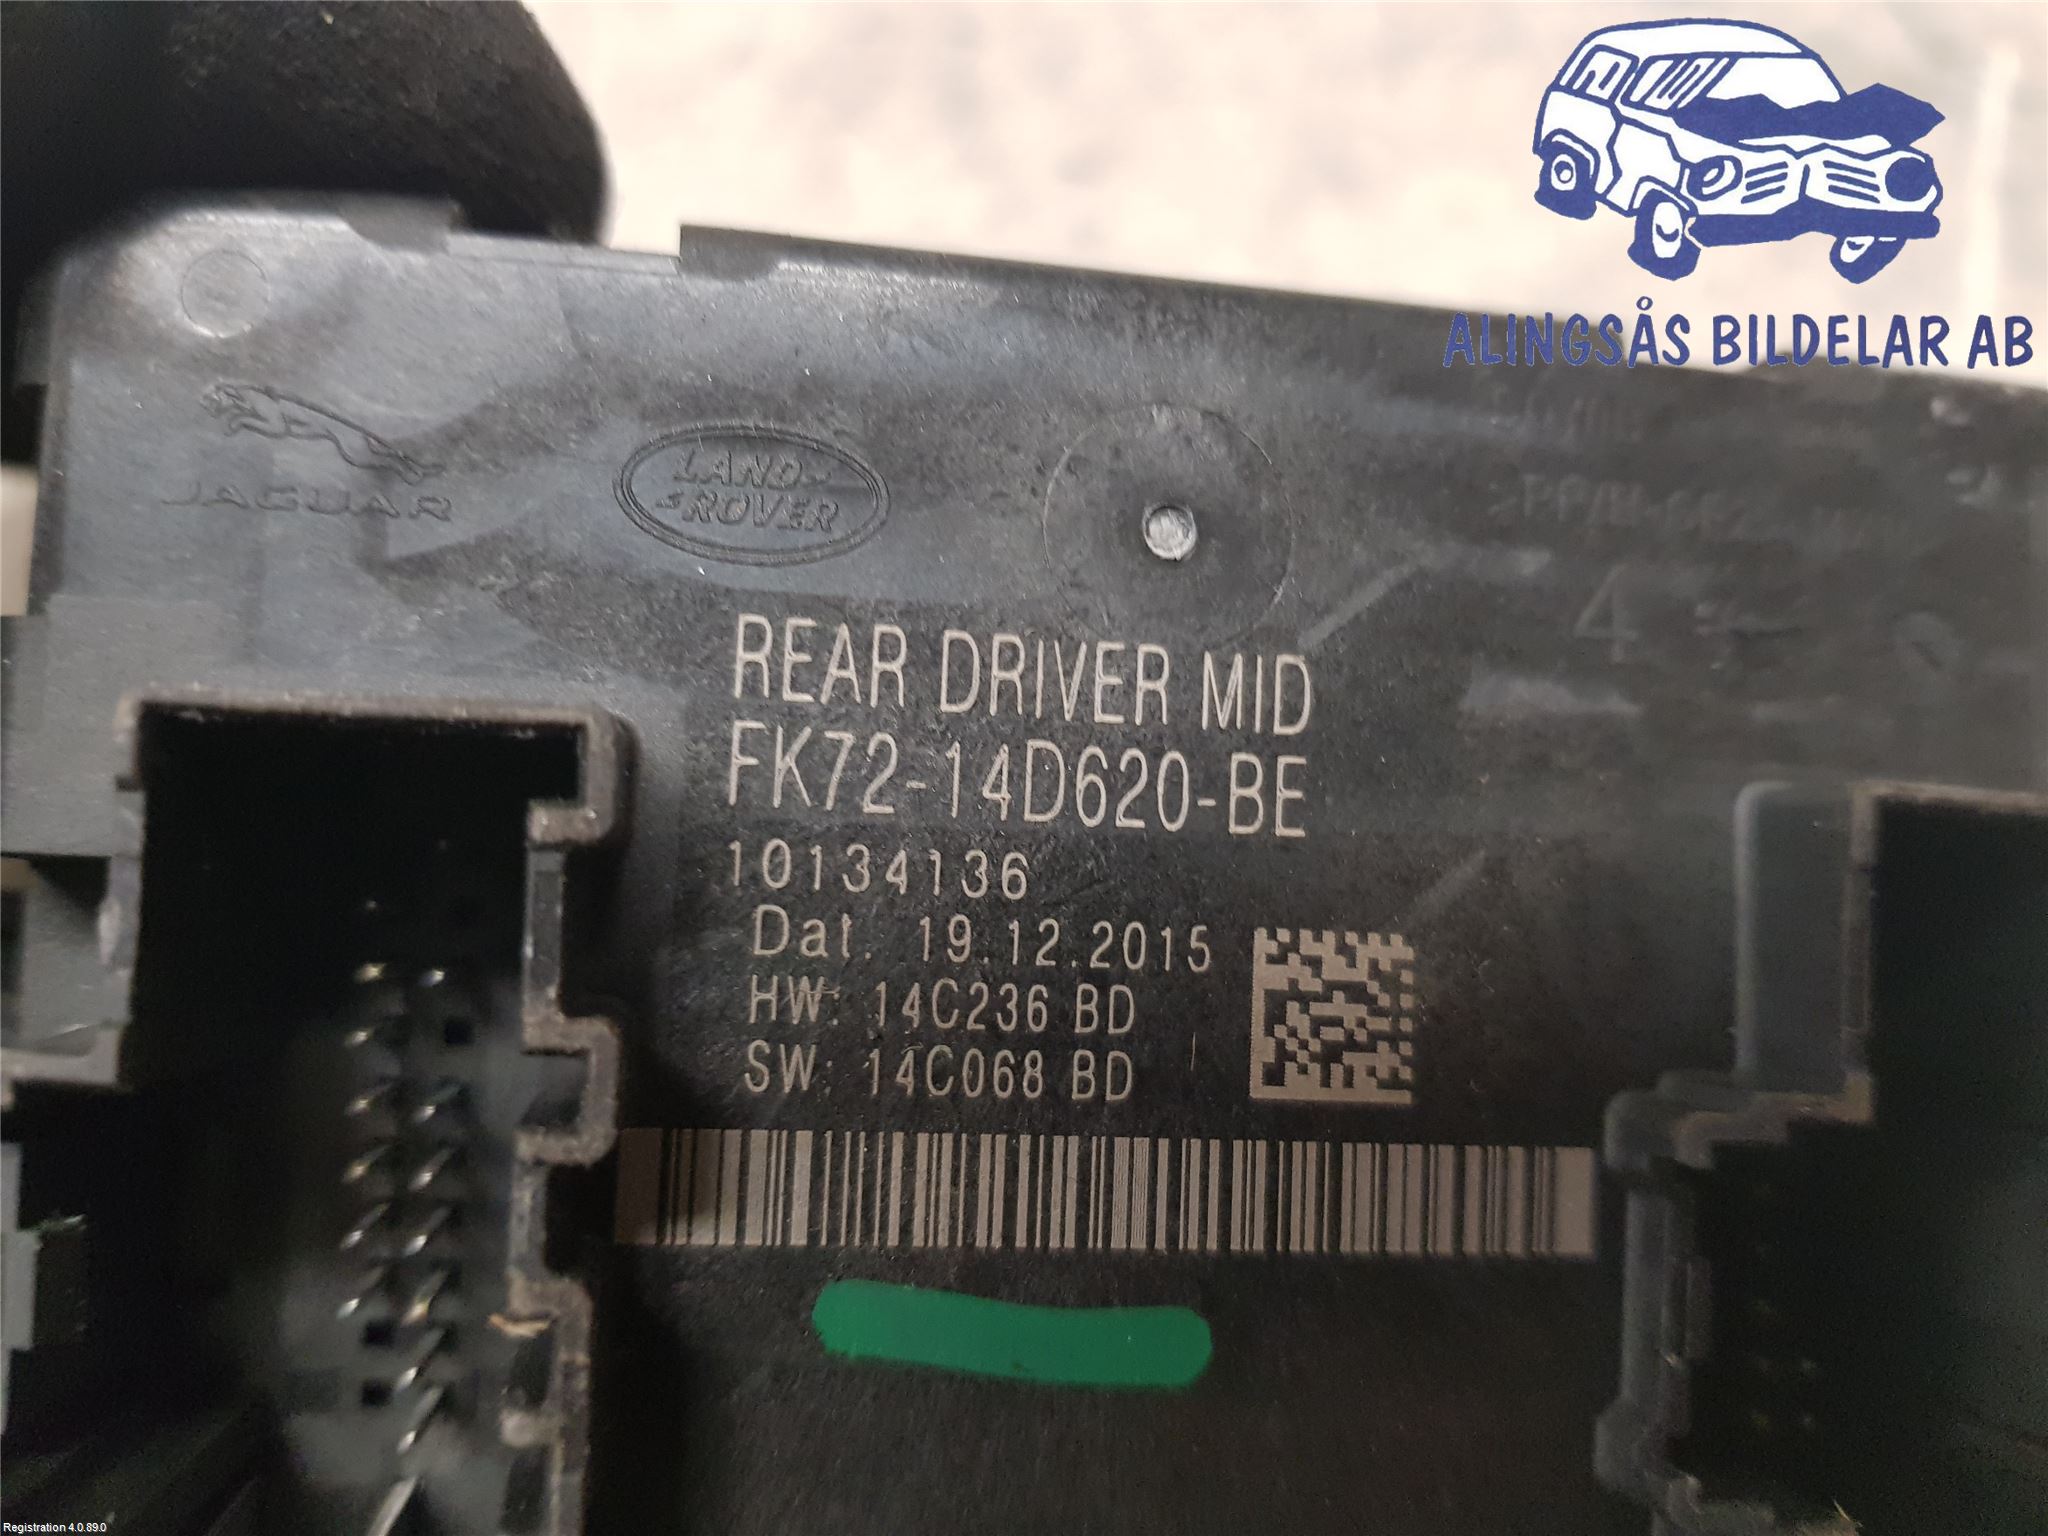 ALINGSÅS BILDELAR AB
JAGUAR
LAND
ROVER
REAR DRIVER MID
FK72-14D620-BE
10134136
Dat. 19.12.2015
HW: 14C236 BD
SW: 14C068 BD
Registration 4.0.89.0